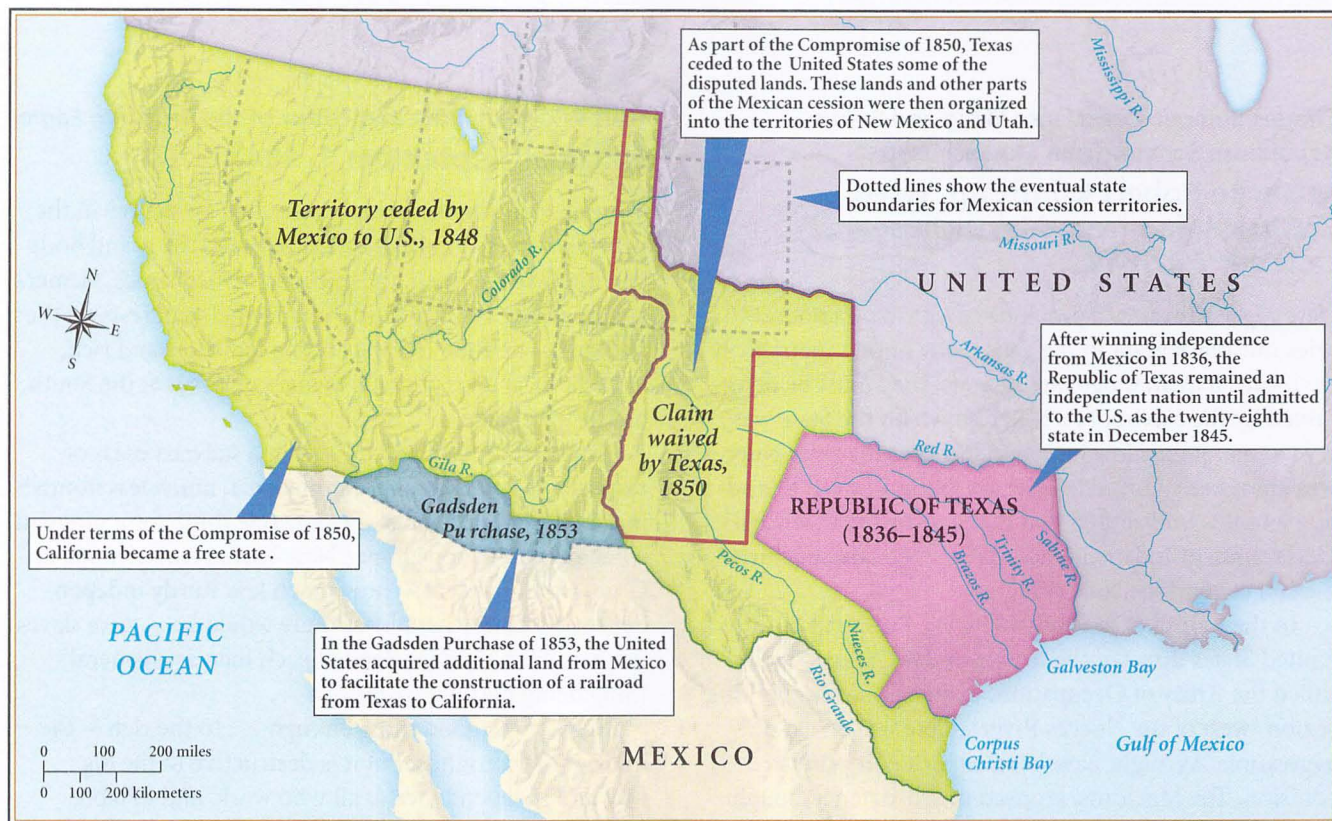 As part of the Compromise of 1850, Texas
ceded to the United States some of the
disputed lands. These lands and other parts
of the Mexican cession were then organized
into the territories of New Mexico and Utah.
Mississippi R.
Dotted lines show the eventual state
boundaries for Mexican cession territories.
Territory ceded by
Mexico to U.S., 1848
Missouri R.
Colorado R.
UNITED STATES
N
W
E
S
Arkansas R.
After winning independence
from Mexico in 1836, the
Republic of Texas remained an
independent nation until admitted
to the U.S. as the twenty-eighth
state in December 1845.
Claim
waived
by Texas,
1850
Red R.
Gila R.
Gadsden
Purchase, 1853
REPUBLIC OF TEXAS
(1836–1845)
Under terms of the Compromise of 1850,
California became a free state .
Pecos R.
Brazos R.
Trinity R.
Sabine R.
PACIFIC
OCEAN
In the Gadsden Purchase of 1853, the United
States acquired additional land from Mexico
to facilitate the construction of a railroad
from Texas to California.
Nueces R.
Rio Grande
Galveston Bay
MEXICO
Corpus
Christi Bay
Gulf of Mexico
0 100 200 miles
0 100 200 kilometers